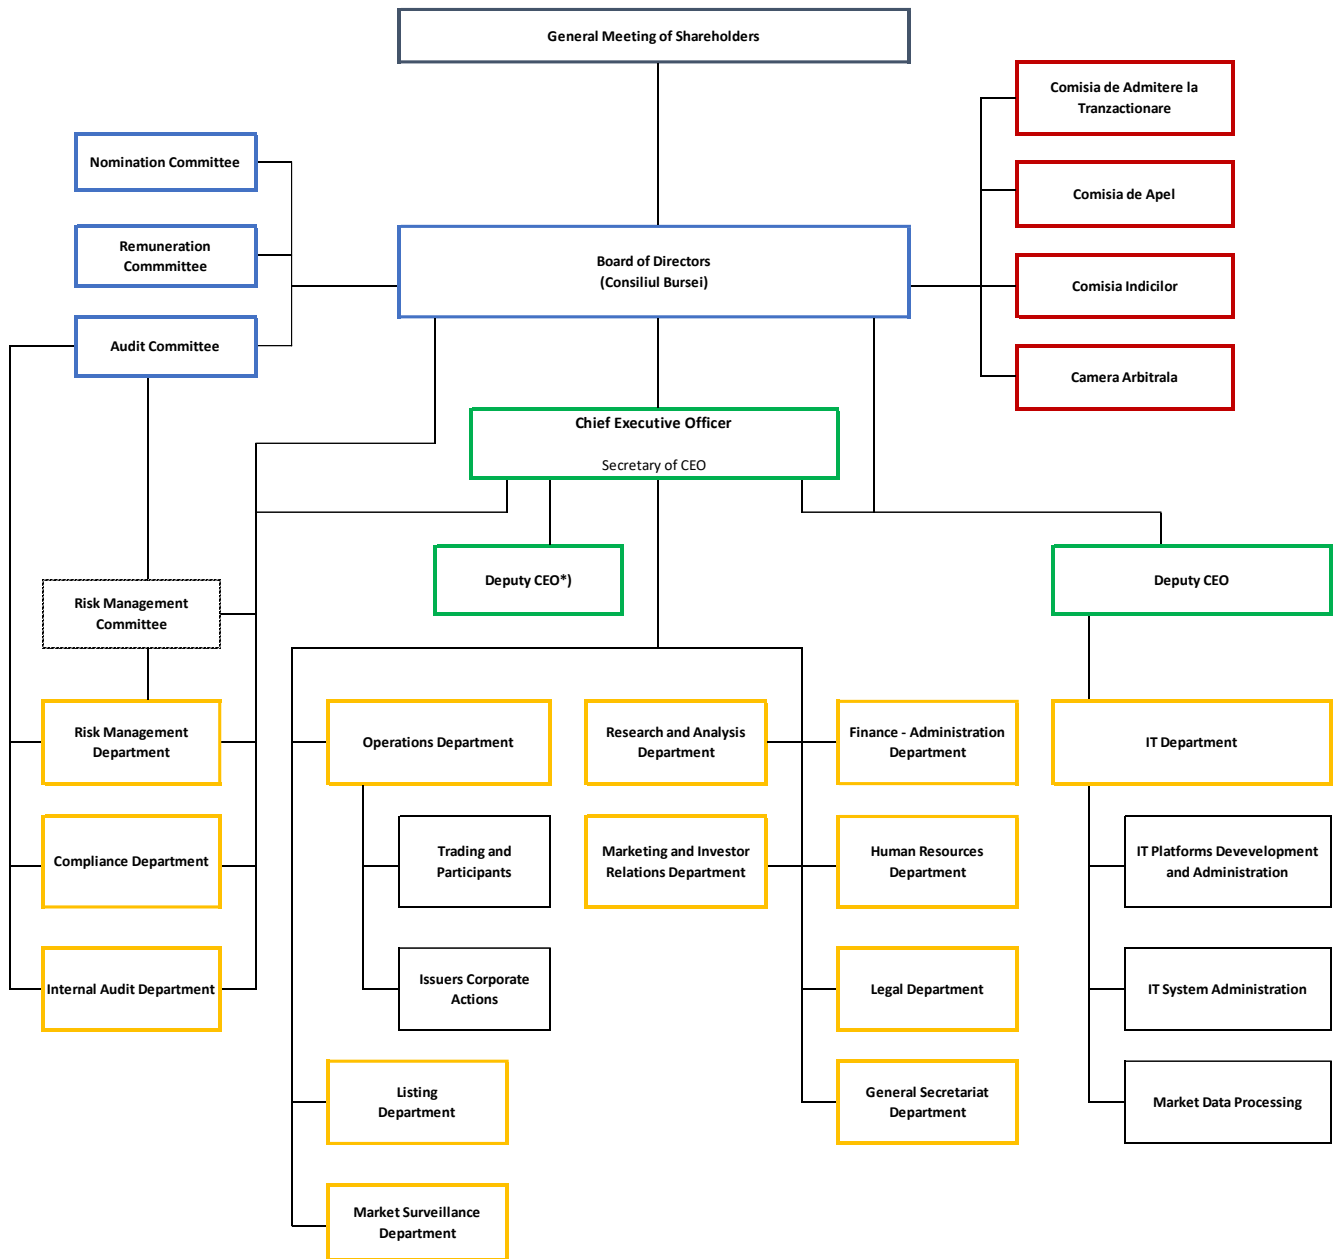 General Meeting of Shareholders
Comisia de Admitere la
Tranzactionare
Nomination Committee
Comisia de Apel
Remuneration
Commmittee
Board of Directors
(Consiliul Bursei)
Comisia Indicilor
Audit Committee
Camera Arbitrala
Chief Executive Officer
Secretary of CEO
Deputy CEO*)
Deputy CEO
Risk Management
Committee
Risk Management
Department
Operations Department
Research and Analysis
Department
Finance - Administration
Department
IT Department
Compliance Department
Trading and
Participants
Marketing and Investor
Relations Department
Human Resources
Department
IT Platforms Devevelopment
and Administration
Internal Audit Department
Issuers Corporate
Actions
Legal Department
IT System Administration
Listing
Department
General Secretariat
Department
Market Data Processing
Market Surveillance
Department